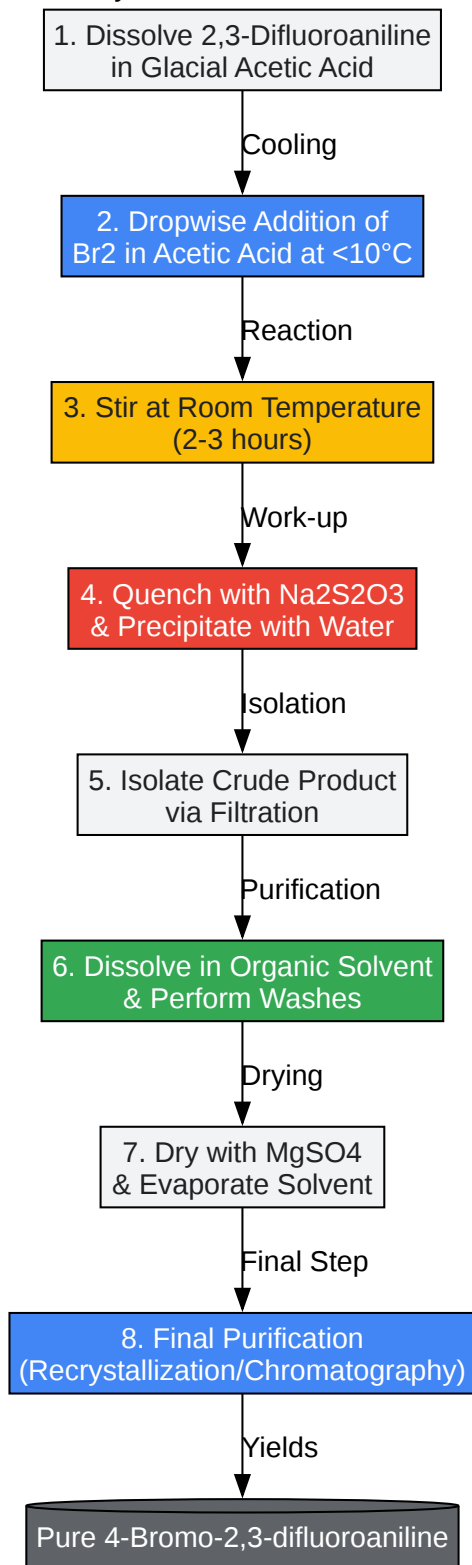 1. Dissolve 2,3-Difluoroaniline
in Glacial Acetic Acid
Cooling
2. Dropwise Addition of
Br2 in Acetic Acid at <10°C
Reaction
3. Stir at Room Temperature
(2-3 hours)
Work-up
4. Quench with Na2S2O3
& Precipitate with Water
Isolation
5. Isolate Crude Product
via Filtration
Purification
6. Dissolve in Organic Solvent
& Perform Washes
Drying
7. Dry with MgSO4
& Evaporate Solvent
Final Step
8. Final Purification
(Recrystallization/Chromatography)
Yields
Pure 4-Bromo-2,3-difluoroaniline